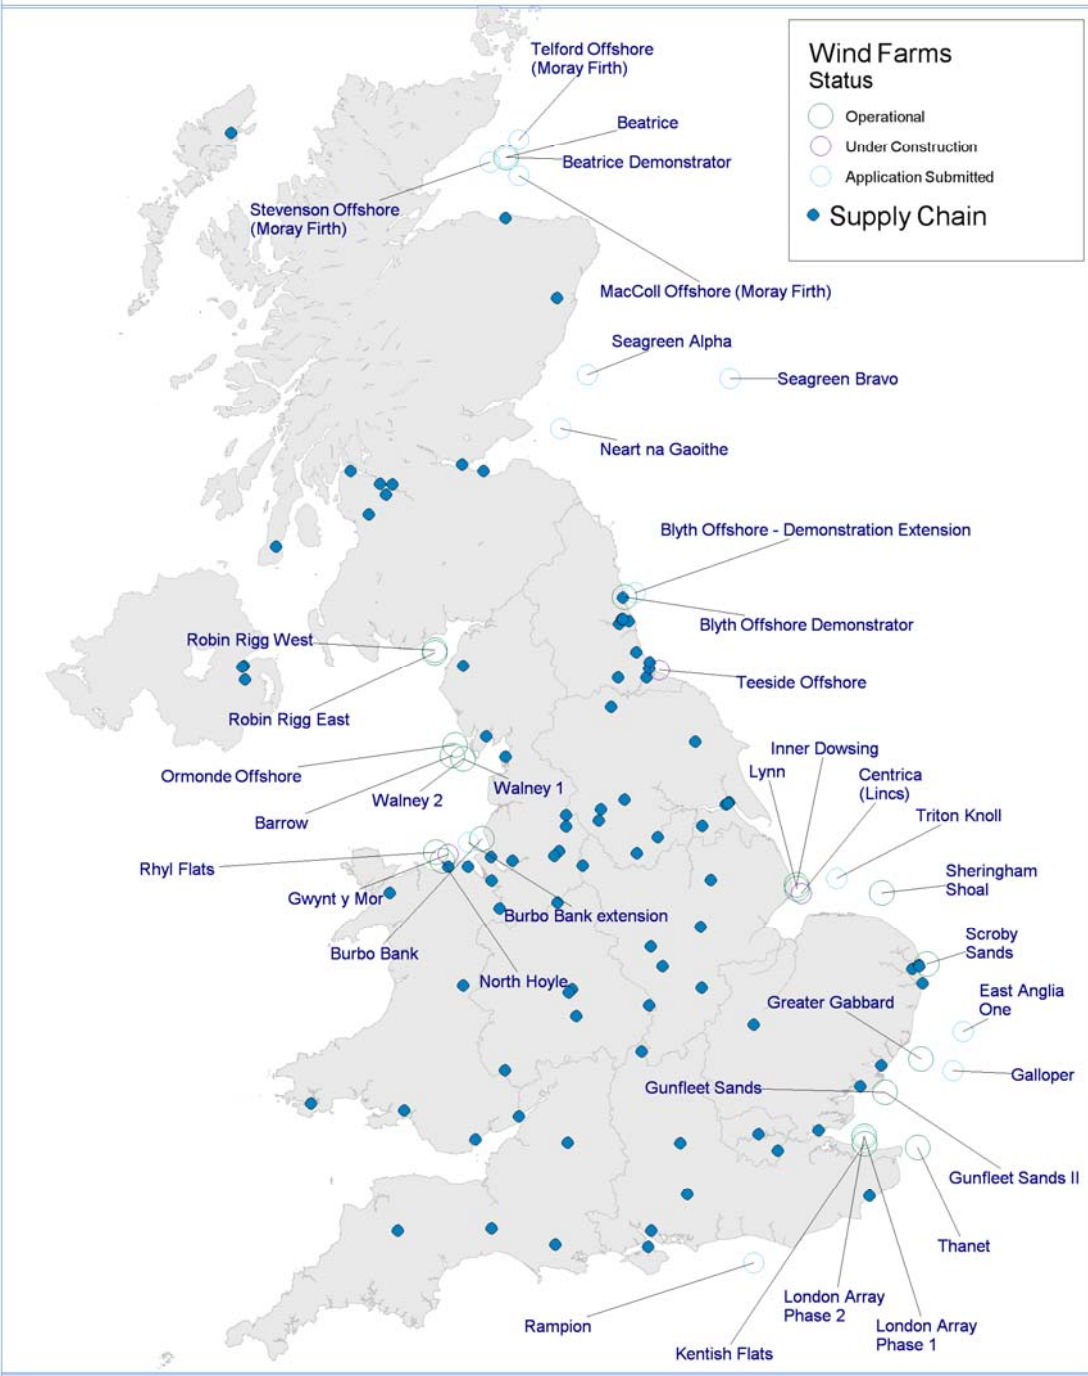 Wind Farms
Status
Operational
Under Construction
Application Submitted
Supply Chain
Telford Offshore
(Moray Firth)
Beatrice
Beatrice Demonstrator
Stevenson Offshore
(Moray Firth)
MacColl Offshore (Moray Firth)
Seagreen Alpha
Seagreen Bravo
Neart na Gaoithe
Blyth Offshore - Demonstration Extension
Blyth Offshore Demonstrator
Robin Rigg West
Teeside Offshore
Robin Rigg East
Inner Dowsing
Lynn
Centrica
(Lincs)
Ormonde Offshore
Walney 1
Walney 2
Triton Knoll
Barrow
Rhyl Flats
Sheringham
Shoal
Gwynt y Mor
Burbo Bank extension
Scroby
Sands
Burbo Bank
North Hoyle
East Anglia
One
Greater Gabbard
Galloper
Gunfleet Sands
Gunfleet Sands II
Thanet
London Array
Phase 2
Rampion
London Array
Phase 1
Kentish Flats